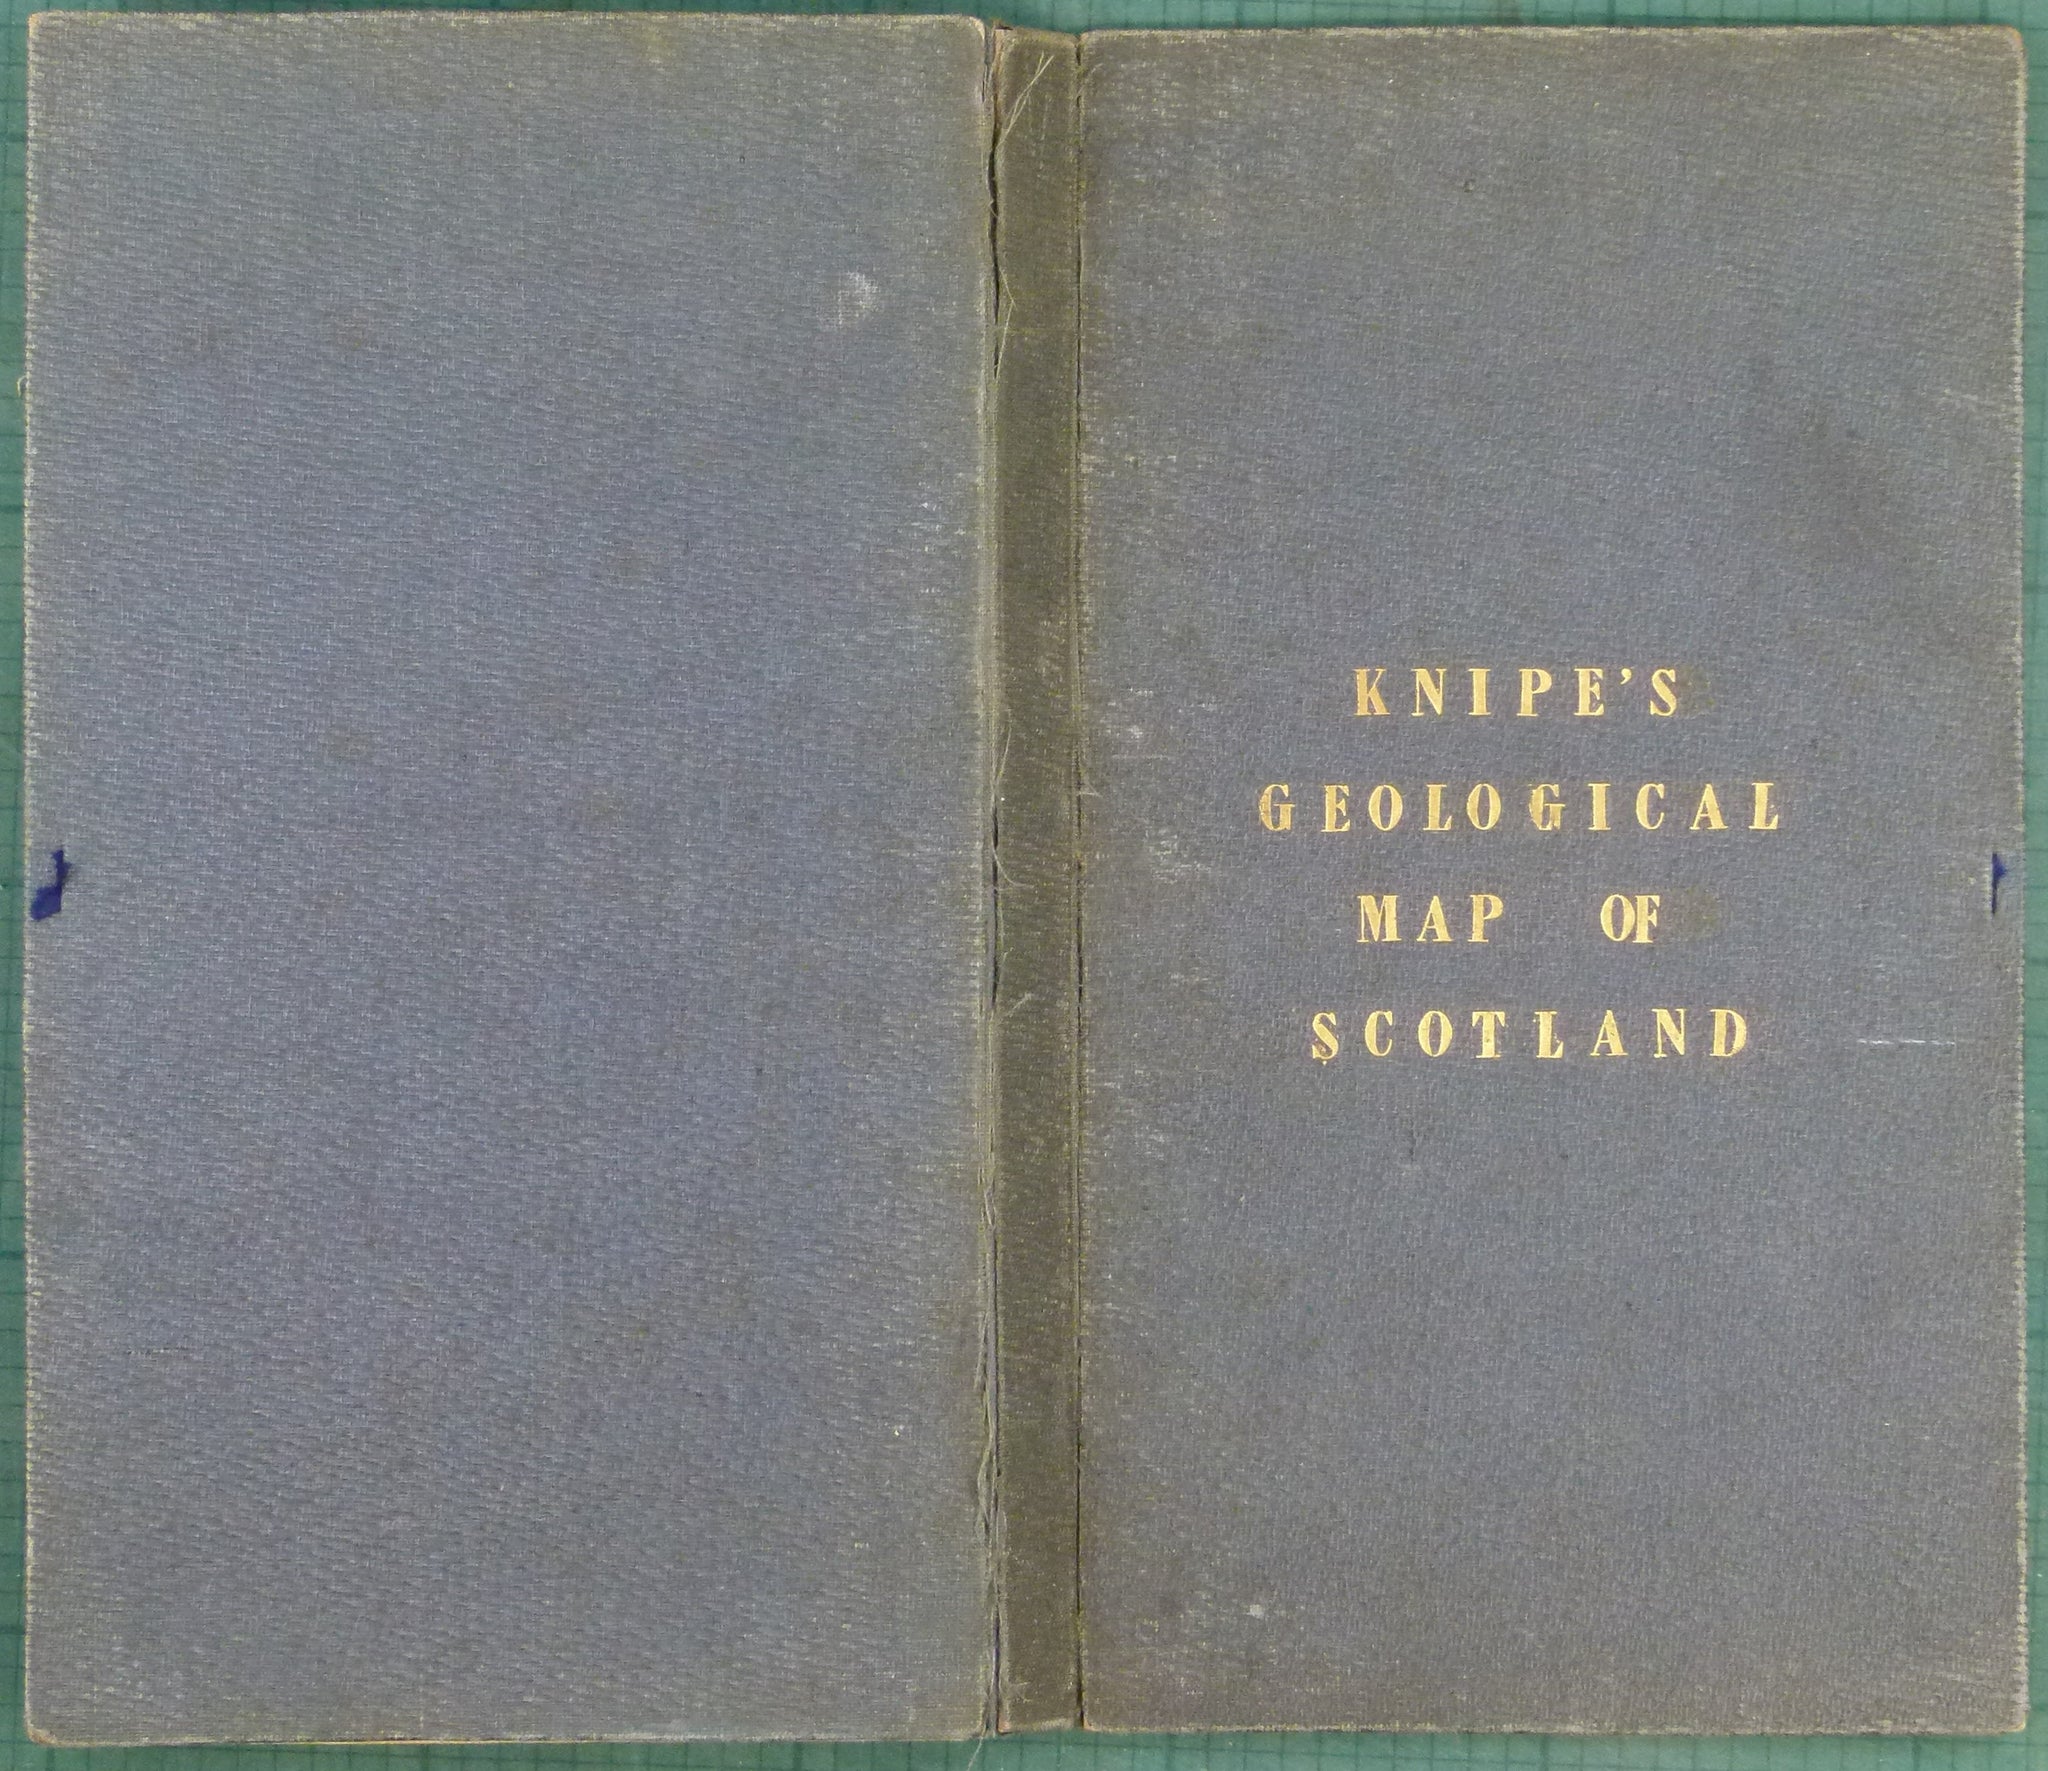 KNIPE'S
GEOLOGICAL
MAP OF
SCOTLAND